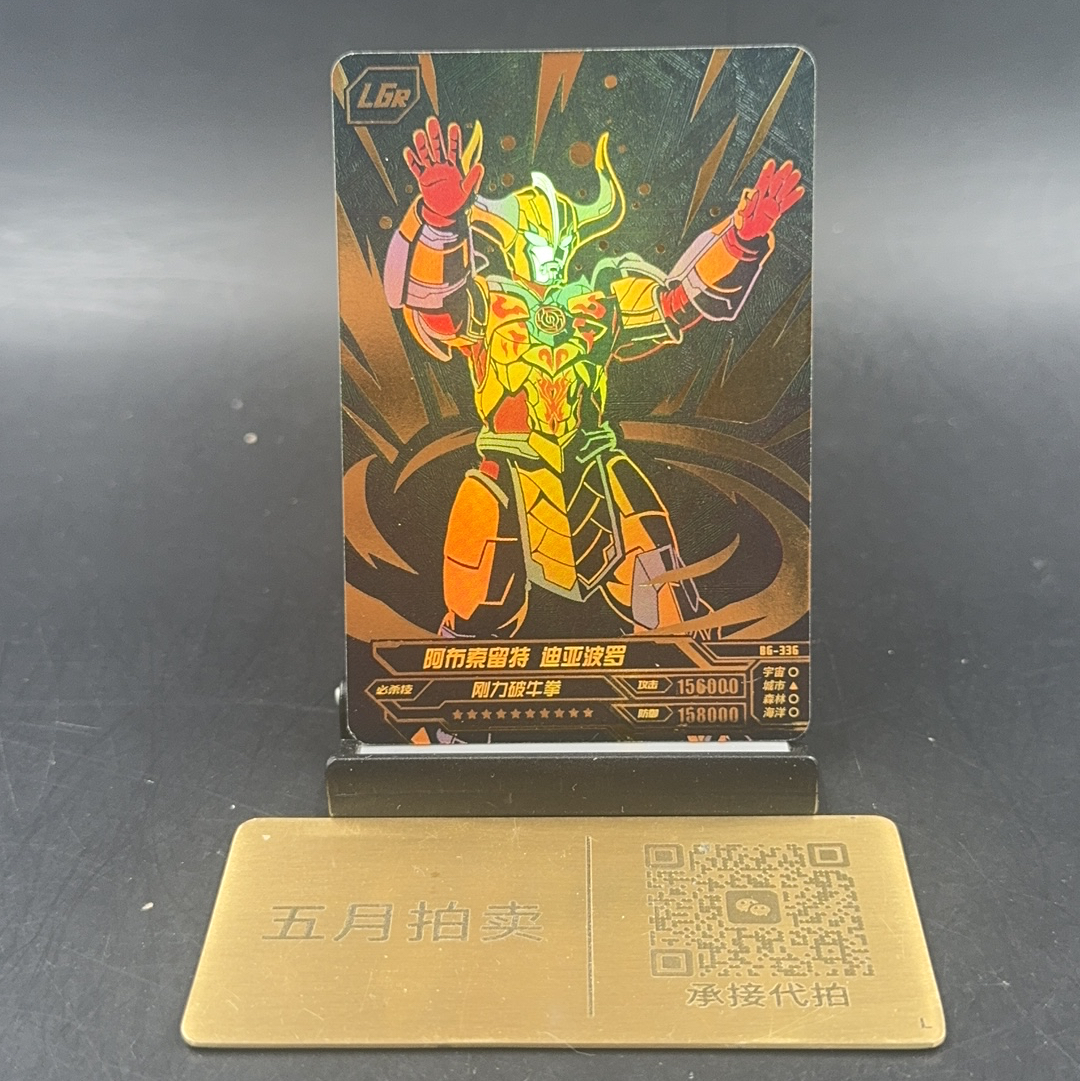 LGR
阿布索留特 迪亚波罗
BG-336
必杀技 刚力破牛拳 攻击 156000
★★★★★★★★★★ 防御 158000
宇宙○
城市▲
森林○
海洋○
五月拍卖
承接代拍
L